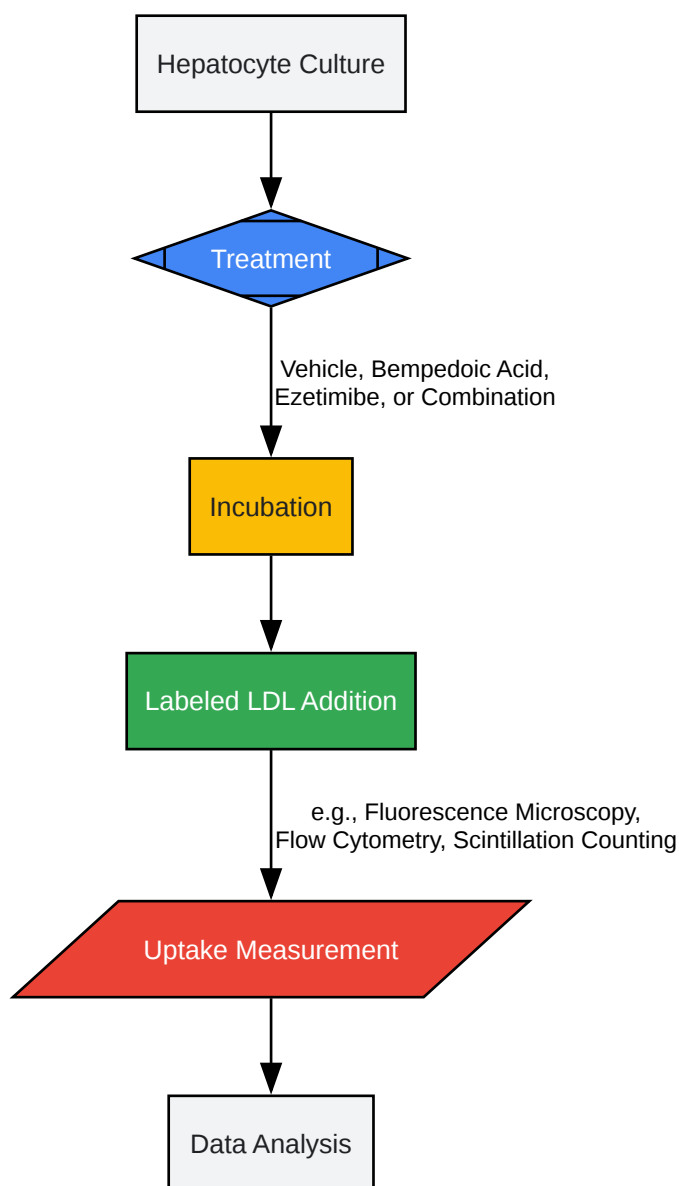 Hepatocyte Culture
Treatment
Vehicle, Bempedoic Acid,
Ezetimibe, or Combination
Incubation
Labeled LDL Addition
e.g., Fluorescence Microscopy,
Flow Cytometry, Scintillation Counting
Uptake Measurement
Data Analysis